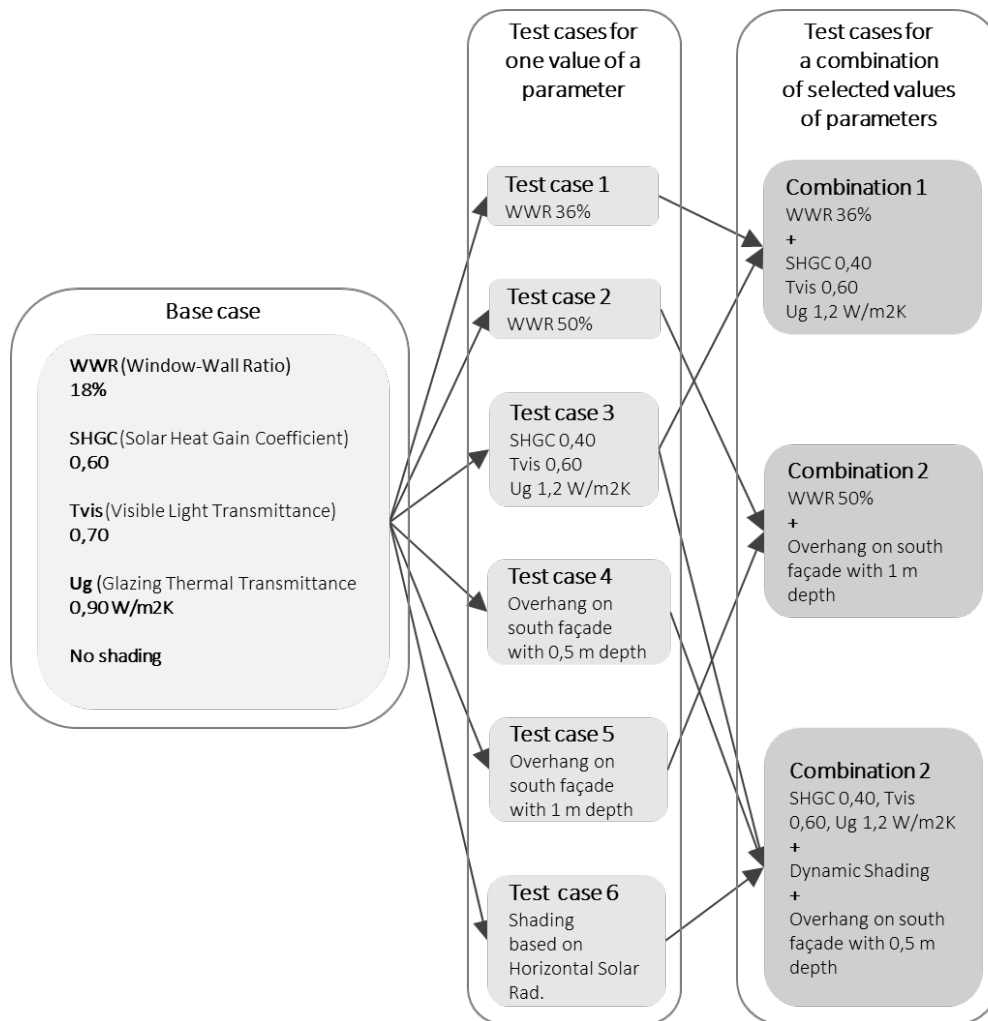 Base case
WWR (Window-Wall Ratio)
18%
SHGC (Solar Heat Gain Coefficient)
0,60
Tvis (Visible Light Transmittance)
0,70
Ug (Glazing Thermal Transmittance
0,90 W/m2K
No shading
Test cases for
one value of a
parameter
Test case 1
WWR 36%
Test case 2
WWR 50%
Test case 3
SHGC 0,40
Tvis 0,60
Ug 1,2 W/m2K
Test case 4
Overhang on
south façade
with 0,5 m depth
Test case 5
Overhang on
south façade
with 1 m depth
Test case 6
Shading
based on
Horizontal Solar
Rad.
Test cases for
a combination
of selected values
of parameters
Combination 1
WWR 36%
+
SHGC 0,40
Tvis 0,60
Ug 1,2 W/m2K
Combination 2
WWR 50%
+
Overhang on south
façade with 1 m
depth
Combination 2
SHGC 0,40, Tvis
0,60, Ug 1,2 W/m2K
+
Dynamic Shading
+
Overhang on south
façade with 0,5 m
depth